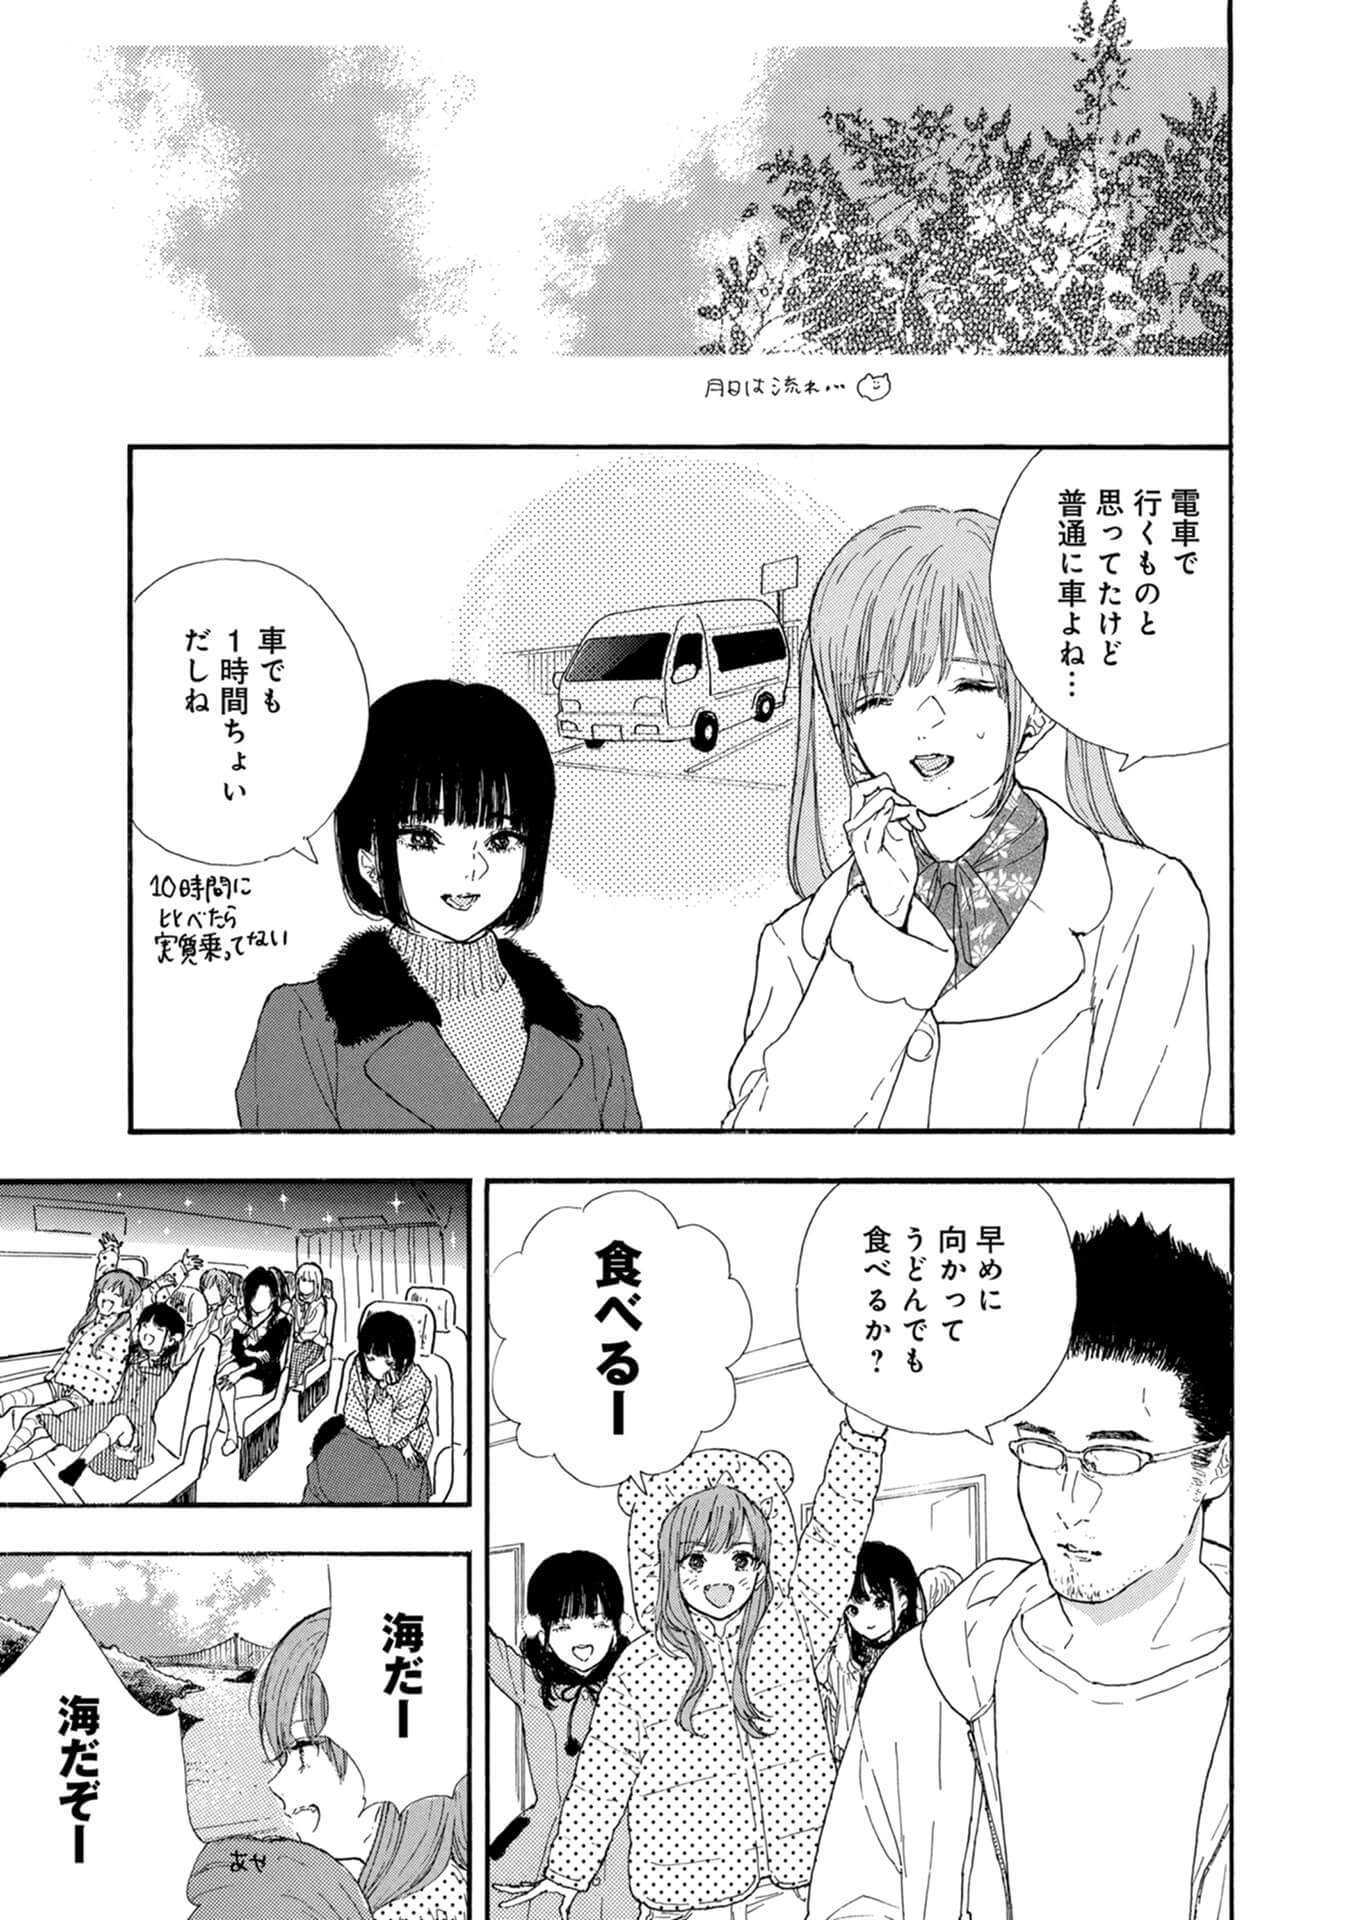 月日は流れ…
電車で
行くものと
思ってたけど
普通に車よね…
車でも
1時間ちょい
だしね
10時間に
比べたら
実質乗ってない
早めに
向かって
うどんでも
食べるか？
食べるー
海だー
海だぞー
あや